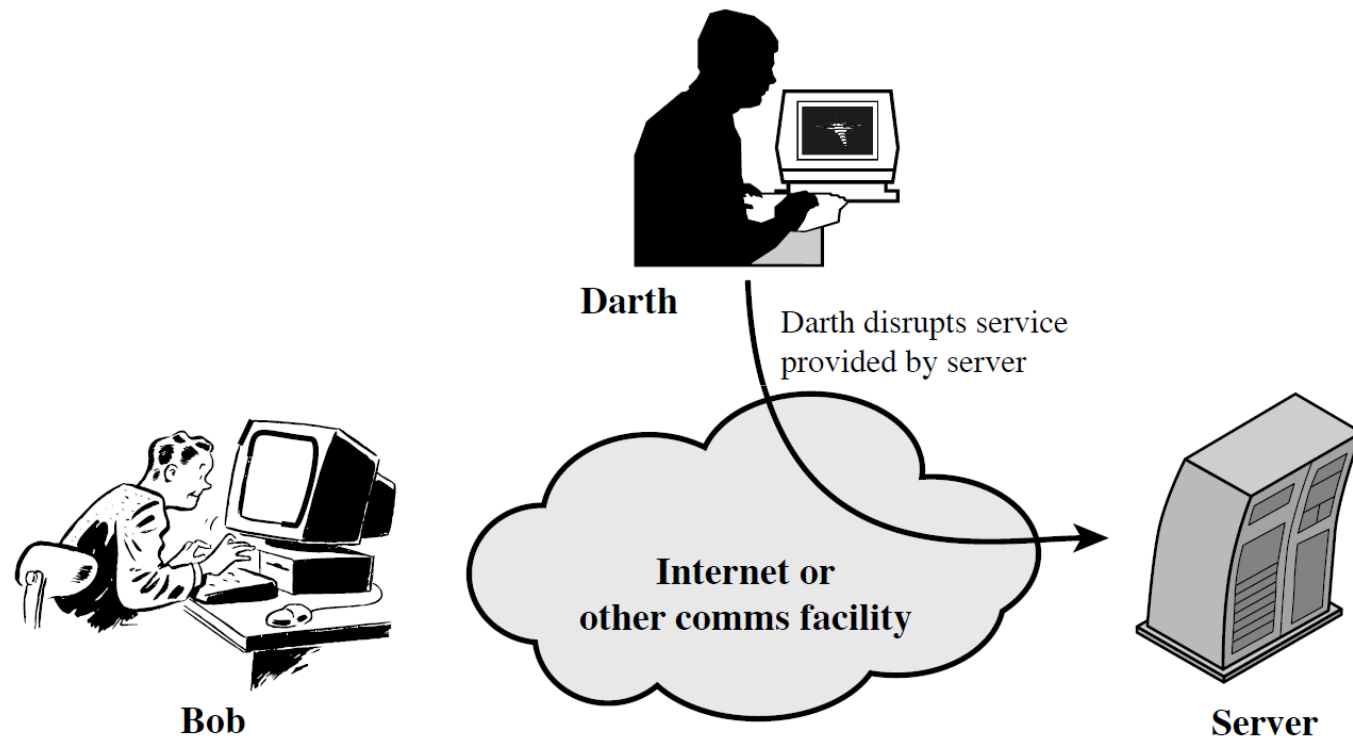 Darth
Darth disrupts service
provided by server
Internet or
other comms facility
Bob
Server